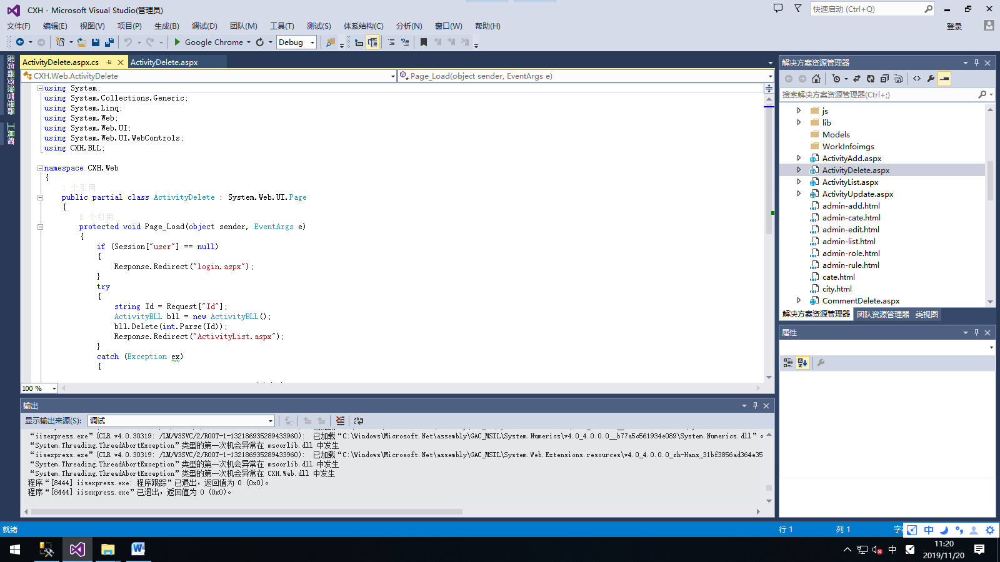 CXH - Microsoft Visual Studio(管理员)
快速启动 (Ctrl+Q)
文件(F) 编辑(E) 视图(V) 项目(P) 生成(B) 调试(D) 团队(M) 工具(T) 测试(S) 体系结构(C) 分析(N) 窗口(W) 帮助(H)
登录
Google Chrome Debug
服务器资源管理器
工具箱
ActivityDelete.aspx.cs ActivityDelete.aspx
CXH.Web.ActivityDelete Page_Load(object sender, EventArgs e)
using System;
using System.Collections.Generic;
using System.Linq;
using System.Web;
using System.Web.UI;
using System.Web.UI.WebControls;
using CXH.BLL;
namespace CXH.Web
{
1 个引用
public partial class ActivityDelete : System.Web.UI.Page
{
0 个引用
protected void Page_Load(object sender, EventArgs e)
{
if (Session["user"] == null)
{
Response.Redirect("login.aspx");
}
try
{
string Id = Request["Id"];
ActivityBLL bll = new ActivityBLL();
bll.Delete(int.Parse(Id));
Response.Redirect("ActivityList.aspx");
}
catch (Exception ex)
{
100 %
输出
显示输出来源(S): 调试
“iisexpress.exe”(CLR v4.0.30319: /LM/W3SVC/2/ROOT-1-132186935289433960): 已加载“C:\Windows\Microsoft.Net\assembly\GAC_MSIL\System.Numerics\v4.0_4.0.0.0__b77a5c561934e089\System.Numerics.dll”。
“System.Threading.ThreadAbortException”类型的第一次机会异常在 mscorlib.dll 中发生
“iisexpress.exe”(CLR v4.0.30319: /LM/W3SVC/2/ROOT-1-132186935289433960): 已加载“C:\Windows\Microsoft.Net\assembly\GAC_MSIL\System.Web.Extensions.resources\v4.0_4.0.0.0_zh-Hans_31bf3856ad364e35
“System.Threading.ThreadAbortException”类型的第一次机会异常在 mscorlib.dll 中发生
“System.Threading.ThreadAbortException”类型的第一次机会异常在 CXH.Web.dll 中发生
程序“[8444] iisexpress.exe: 程序跟踪”已退出，返回值为 0 (0x0)。
程序“[8444] iisexpress.exe”已退出，返回值为 0 (0x0)。
解决方案资源管理器
搜索解决方案资源管理器(Ctrl+;)
js
lib
Models
WorkInfoimgs
ActivityAdd.aspx
ActivityDelete.aspx
ActivityList.aspx
ActivityUpdate.aspx
admin-add.html
admin-cate.html
admin-edit.html
admin-list.html
admin-role.html
admin-rule.html
cate.html
city.html
CommentDelete.aspx
解决方案资源管理器 团队资源管理器 类视图
属性
就绪 行 1 列 1
中
中
11:20
2019/11/20